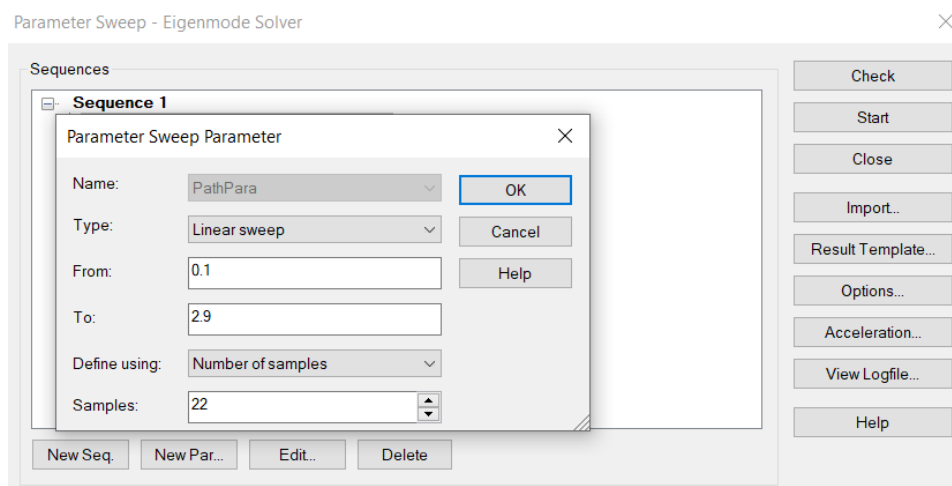 Parameter Sweep - Eigenmode Solver
Sequences
Sequence 1
Parameter Sweep Parameter
Name: PathPara
Type: Linear sweep
From: 0.1
To: 2.9
Define using: Number of samples
Samples: 22
OK
Cancel
Help
New Seq. New Par... Edit... Delete
Check
Start
Close
Import...
Result Template...
Options...
Acceleration...
View Logfile...
Help